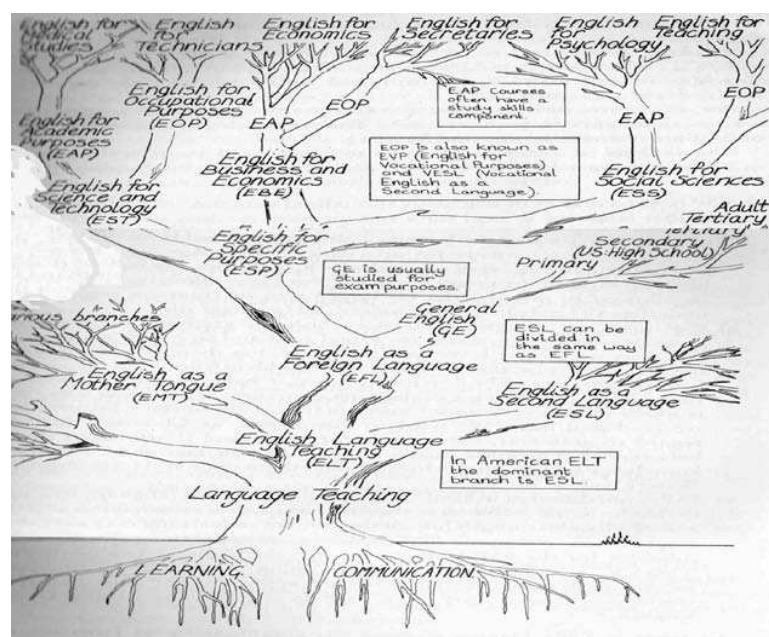 English for Medical Studies
English for Technicians
English for Economics
English for Secretaries
English for Psychology
English for Teaching
English for Academic Purposes (EAP)
English for Occupational Purposes (EOP)
EAP
EOP
EAP
EOP
EAP Courses
often have a
study skills
component.
EOP is also known as
EVP (English for
Vocational Purposes)
and VESL (Vocational
English as a
Second Language).
English for
Science and
Technology
(EST)
English for
Business and
Economics
(EBE)
English for
Social Sciences
(ESS)
English for
Specific
Purposes
(ESP)
Adult
Tertiary
Tertiary
Secondary
(US:High School)
Primary
GE is usually
studied for
exam purposes.
General
English
(GE)
ESL can be
divided in
the same way
as EFL
branches
English as a
Mother Tongue
(EMT)
English as a
Foreign Language
(EFL)
English as a
Second Language
(ESL)
English Language
Teaching
(ELT)
In American ELT
the dominant
branch is ESL.
Language Teaching
LEARNING
COMMUNICATION